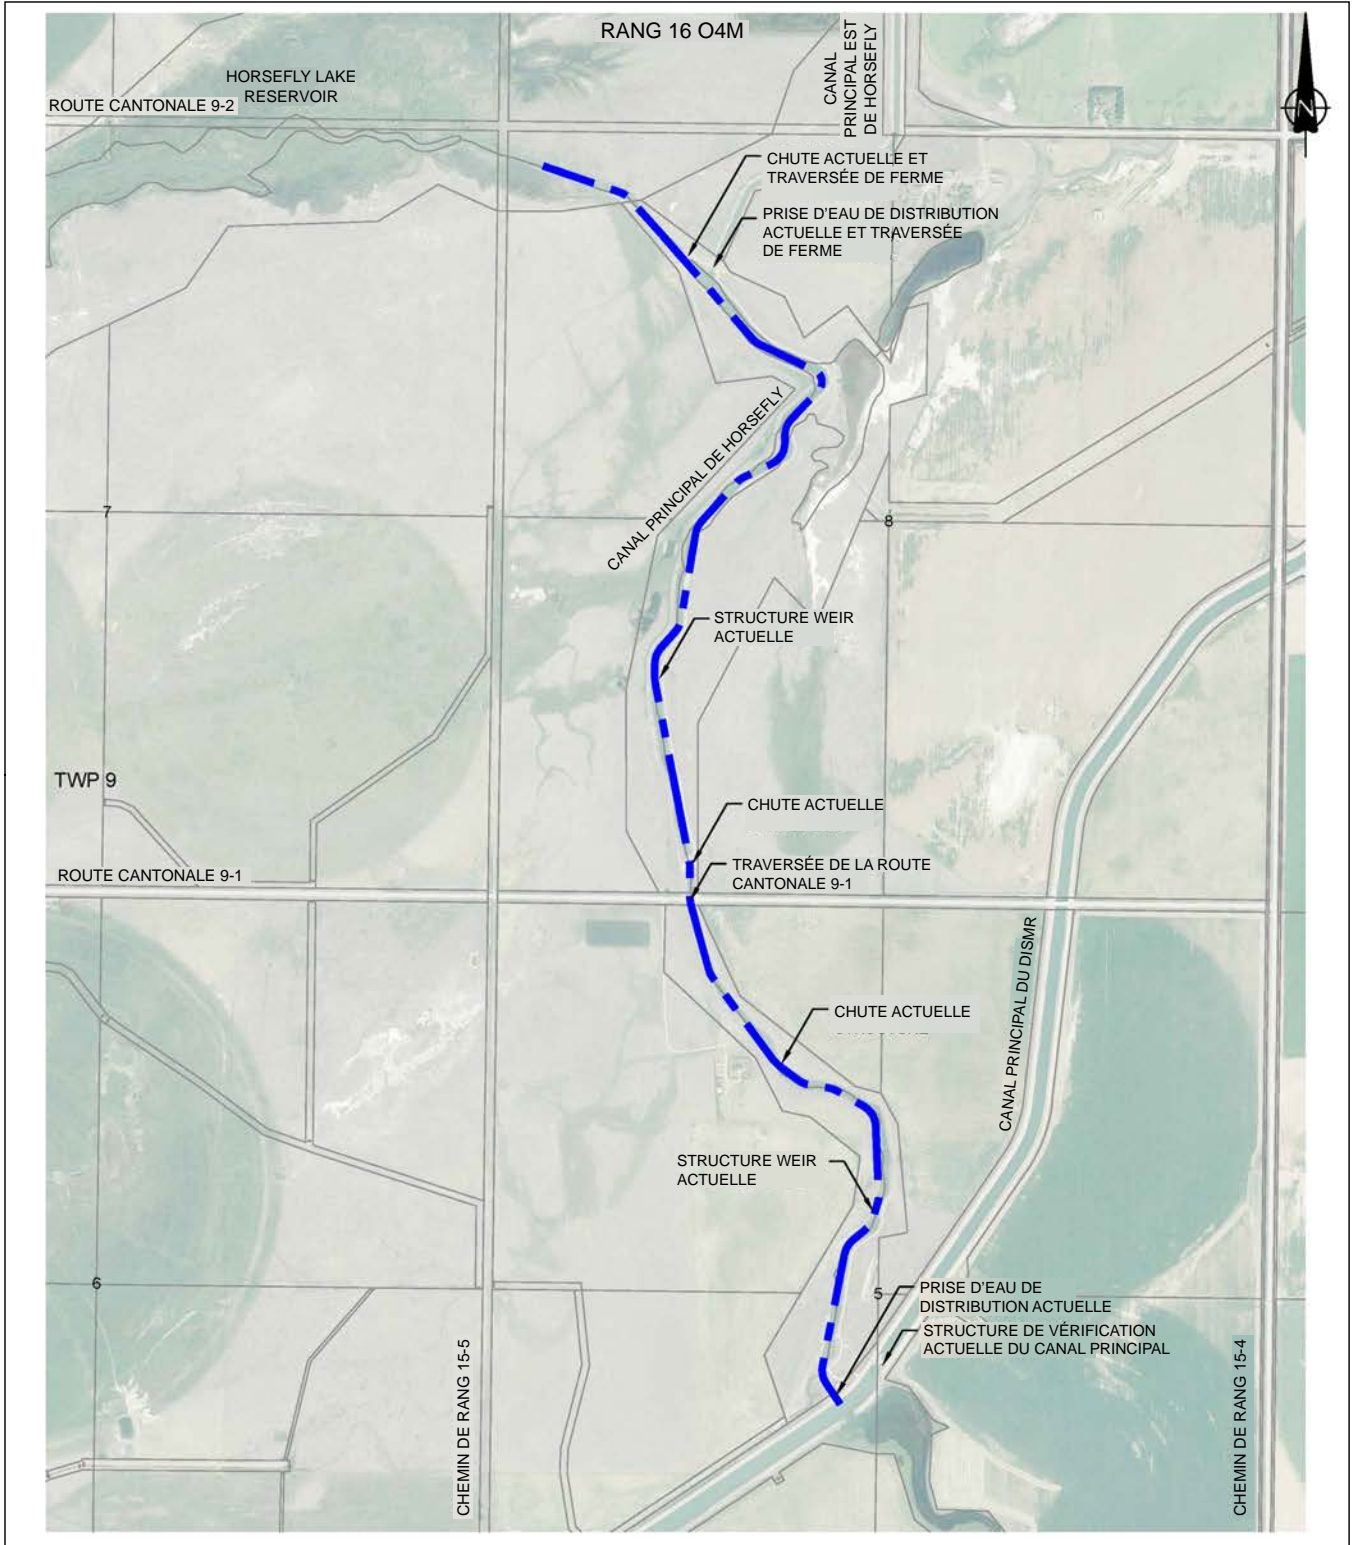 RANG 16 O4M
CANAL
PRINCIPAL EST
DE HORSEFLY
HORSEFLY LAKE
RESERVOIR
ROUTE CANTONALE 9-2
N
CHUTE ACTUELLE ET
TRAVERSÉE DE FERME
PRISE D'EAU DE DISTRIBUTION
ACTUELLE ET TRAVERSÉE
DE FERME
CANAL PRINCIPAL DE HORSEFLY
7
8
STRUCTURE WEIR
ACTUELLE
TWP 9
CHUTE ACTUELLE
ROUTE CANTONALE 9-1
TRAVERSÉE DE LA ROUTE
CANTONALE 9-1
CANAL PRINCIPAL DU DISMR
CHUTE ACTUELLE
STRUCTURE WEIR
ACTUELLE
6
5
PRISE D'EAU DE
DISTRIBUTION ACTUELLE
STRUCTURE DE VÉRIFICATION
ACTUELLE DU CANAL PRINCIPAL
CHEMIN DE RANG 15-5
CHEMIN DE RANG 15-4